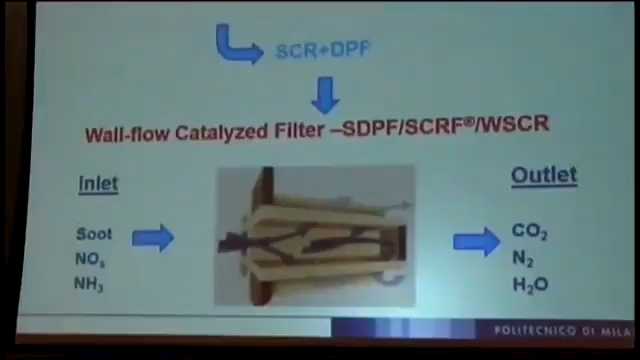 SCR+DPF
Wall-flow Catalyzed Filter –SDPF/SCRF®/WSCR
Inlet
Outlet
Soot
NOₓ
NH₃
CO₂
N₂
H₂O
POLITECNICO DI MILA